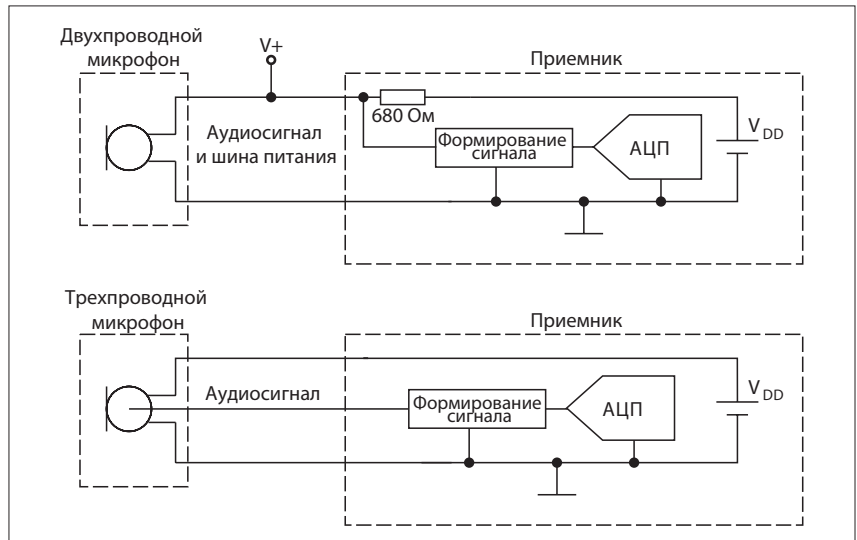 Двухпроводной
микрофон
V+
Приемник
680 Ом
Аудиосигнал
и шина питания
Формирование
сигнала
АЦП
V DD
Трехпроводной
микрофон
Приемник
Аудиосигнал
Формирование
сигнала
АЦП
V DD